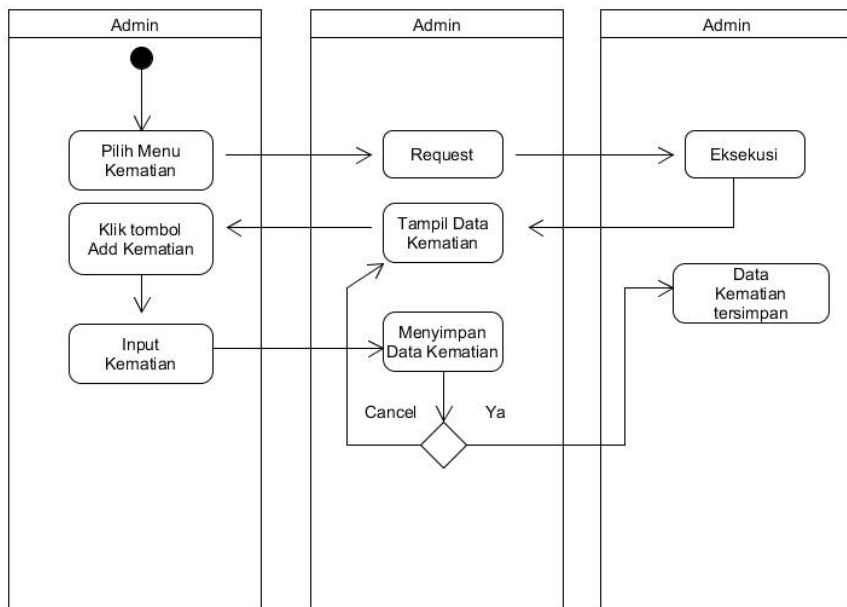 Admin
Admin
Admin
Pilih Menu
Kematian
Request
Eksekusi
Klik tombol
Add Kematian
Tampil Data
Kematian
Data
Kematian
tersimpan
Input
Kematian
Menyimpan
Data Kematian
Cancel
Ya